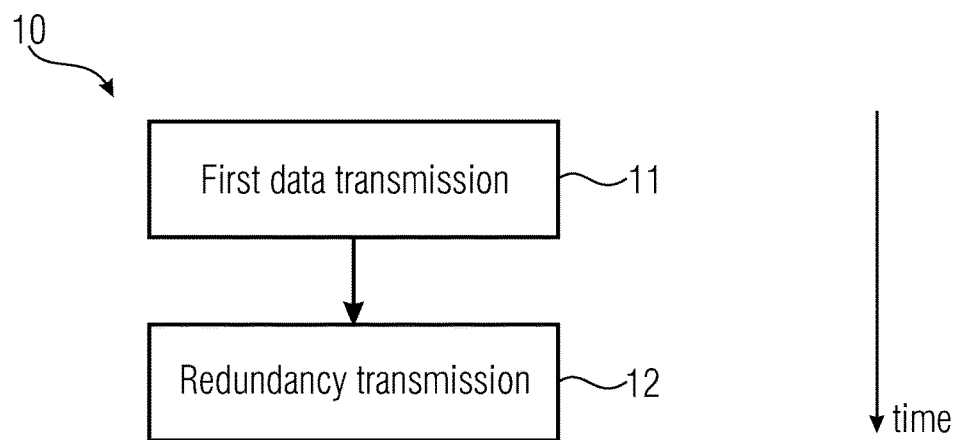 10
First data transmission
11
Redundancy transmission
12
time